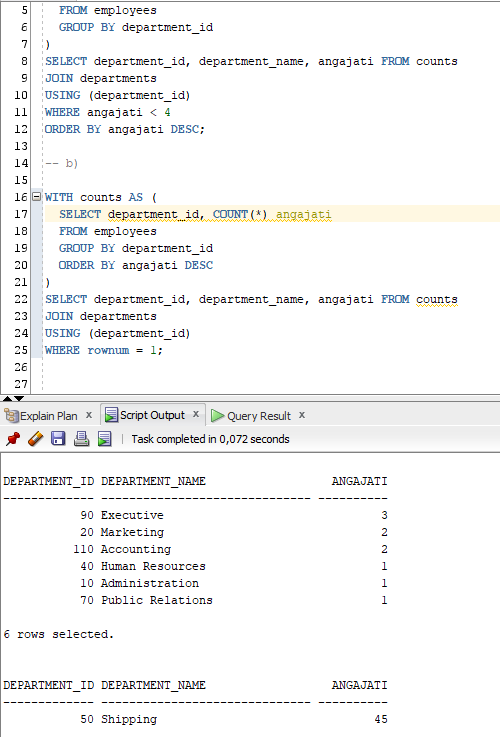 5 FROM employees
6 GROUP BY department_id
7 )
8 SELECT department_id, department_name, angajati FROM counts
9 JOIN departments
10 USING (department_id)
11 WHERE angajati < 4
12 ORDER BY angajati DESC;
13
14 -- b)
15
16 WITH counts AS (
17 SELECT department_id, COUNT(*) angajati
18 FROM employees
19 GROUP BY department_id
20 ORDER BY angajati DESC
21 )
22 SELECT department_id, department_name, angajati FROM counts
23 JOIN departments
24 USING (department_id)
25 WHERE rownum = 1;
26
27
Explain Plan x Script Output x Query Result x
Task completed in 0,072 seconds
DEPARTMENT_ID DEPARTMENT_NAME ANGAJATI
------------- ------------------------------ ----------
90 Executive 3
20 Marketing 2
110 Accounting 2
40 Human Resources 1
10 Administration 1
70 Public Relations 1
6 rows selected.
DEPARTMENT_ID DEPARTMENT_NAME ANGAJATI
------------- ------------------------------ ----------
50 Shipping 45